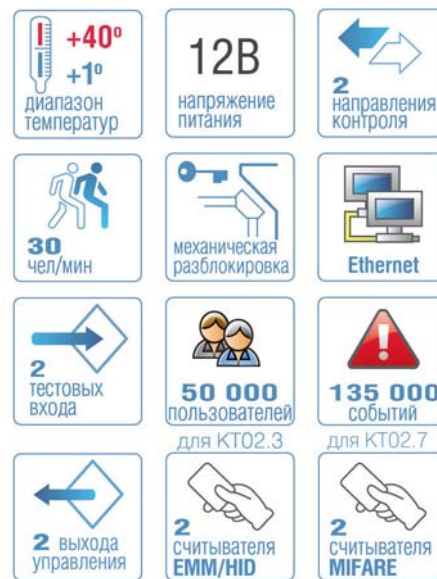 +40⁰
+1⁰
диапазон
температур
12В
напряжение
питания
2
направления
контроля
30
чел/мин
механическая
разблокировка
Ethernet
2
тестовых
входа
50 000
пользователей
135 000
событий
для КТ02.3
для КТ02.7
2 выхода
управления
2
считывателя
EMM/HID
2
считывателя
MIFARE